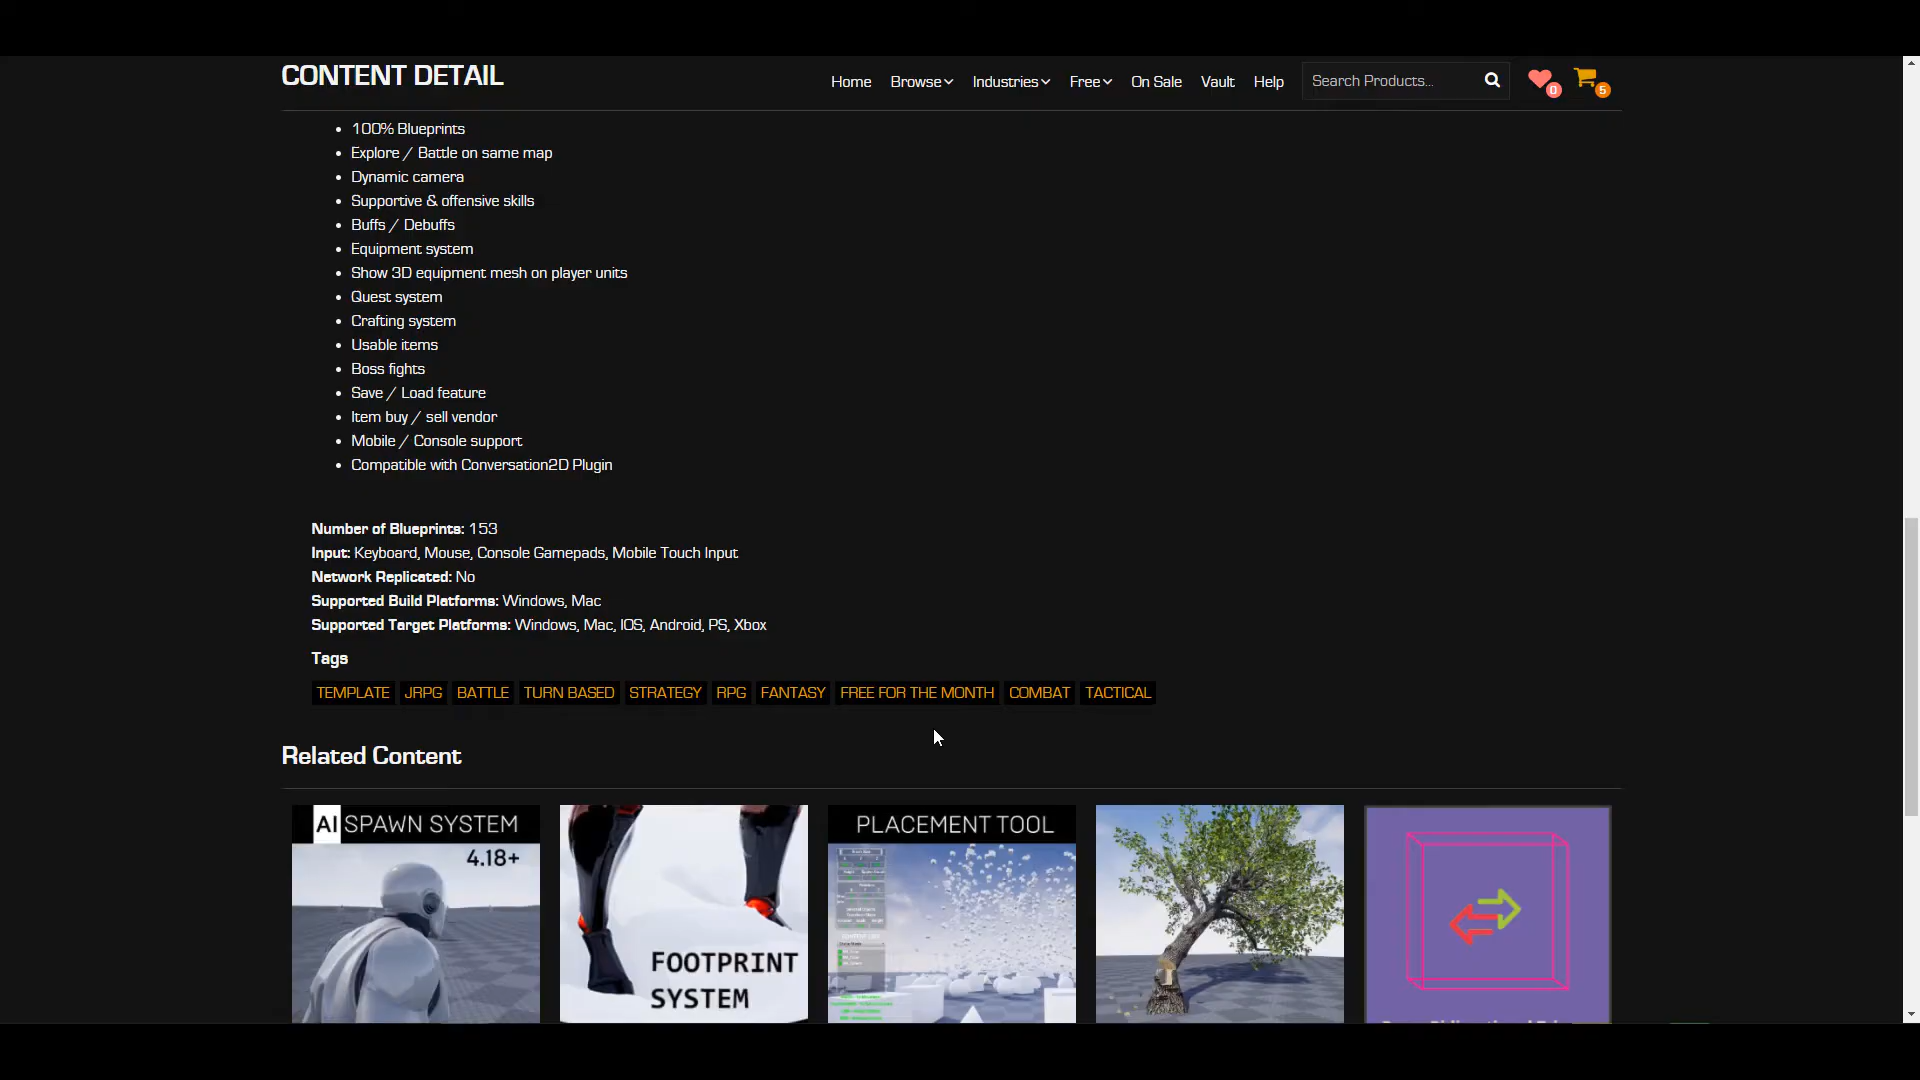 CONTENT DETAIL
Home Browse Industries Free On Sale Vault Help Search Products... 0 5
100% Blueprints
Explore / Battle on same map
Dynamic camera
Supportive & offensive skills
Buffs / Debuffs
Equipment system
Show 3D equipment mesh on player units
Quest system
Crafting system
Usable items
Boss fights
Save / Load feature
Item buy / sell vendor
Mobile / Console support
Compatible with Conversation2D Plugin
Number of Blueprints: 153
Input: Keyboard, Mouse, Console Gamepads, Mobile Touch Input
Network Replicated: No
Supported Build Platforms: Windows, Mac
Supported Target Platforms: Windows, Mac, IOS, Android, PS, Xbox
Tags
TEMPLATE JRPG BATTLE TURN BASED STRATEGY RPG FANTASY FREE FOR THE MONTH COMBAT TACTICAL
Related Content
AI SPAWN SYSTEM
4.18+
FOOTPRINT
SYSTEM
PLACEMENT TOOL